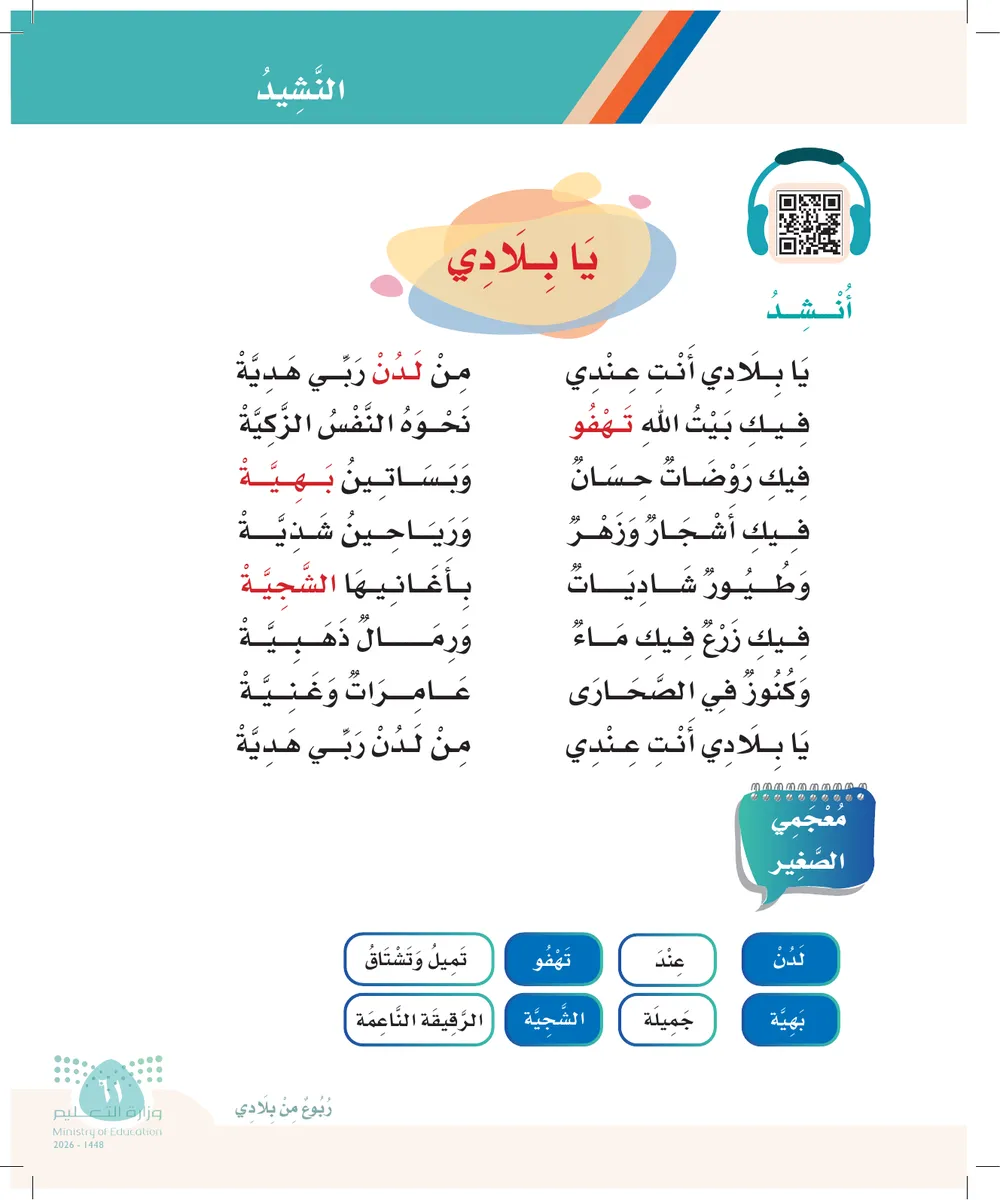 النَّشِيدُ
يَا بِلَادِي
أُنْشِدُ
يَا بِلَادِي أَنْتِ عِنْدِي مِنْ لَدُنْ رَبِّي هَدِيَّةْ
فِيكِ بَيْتُ اللهِ تَهْفُو نَحْوَهُ النَّفْسُ الزَّكِيَّةْ
فِيكِ رَوْضَاتٌ حِسَانٌ وَبَسَاتِينُ بَهِيَّةْ
فِيكِ أَشْجَارٌ وَزَهْرٌ وَرَيَاحِينُ شَذِيَّةْ
وَطُيُورٌ شَادِيَاتٌ بِأَغَانِيهَا الشَّجِيَّةْ
فِيكِ زَرْعٌ فِيكِ مَاءٌ وَرِمَالٌ ذَهَبِيَّةْ
وَكُنُوزٌ فِي الصَّحَارَى عَامِرَاتٌ وَغَنِيَّةْ
يَا بِلَادِي أَنْتِ عِنْدِي مِنْ لَدُنْ رَبِّي هَدِيَّةْ
مُعْجَمِي
الصَّغِير
لَدُنْ عِنْدَ تَهْفُو تَمِيلُ وَتَشْتَاقُ
بَهِيَّة جَمِيلَة الشَّجِيَّة الرَّقِيقَة النَّاعِمَة
رُبُوعٌ مِنْ بِلَادِي
٦١
وزارة التعليم
Ministry of Education
2026 - 1448